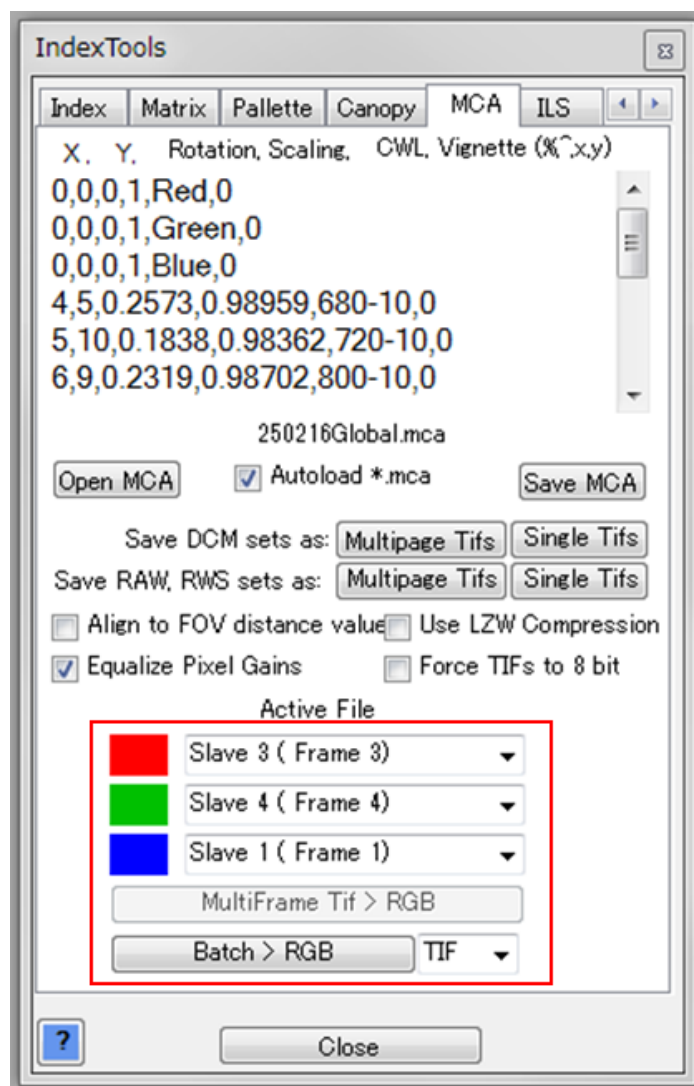 IndexTools
Index Matrix Pallette Canopy MCA ILS
X, Y, Rotation, Scaling, CWL, Vignette (%^,x,y)
0,0,0,1,Red,0
0,0,0,1,Green,0
0,0,0,1,Blue,0
4,5,0.2573,0.98959,680-10,0
5,10,0.1838,0.98362,720-10,0
6,9,0.2319,0.98702,800-10,0
250216Global.mca
Open MCA Autoload *.mca Save MCA
Save DCM sets as: Multipage Tifs Single Tifs
Save RAW, RWS sets as: Multipage Tifs Single Tifs
Align to FOV distance value Use LZW Compression
Equalize Pixel Gains Force TIFs to 8 bit
Active File
Slave 3 ( Frame 3)
Slave 4 ( Frame 4)
Slave 1 ( Frame 1)
MultiFrame Tif > RGB
Batch > RGB TIF
? Close